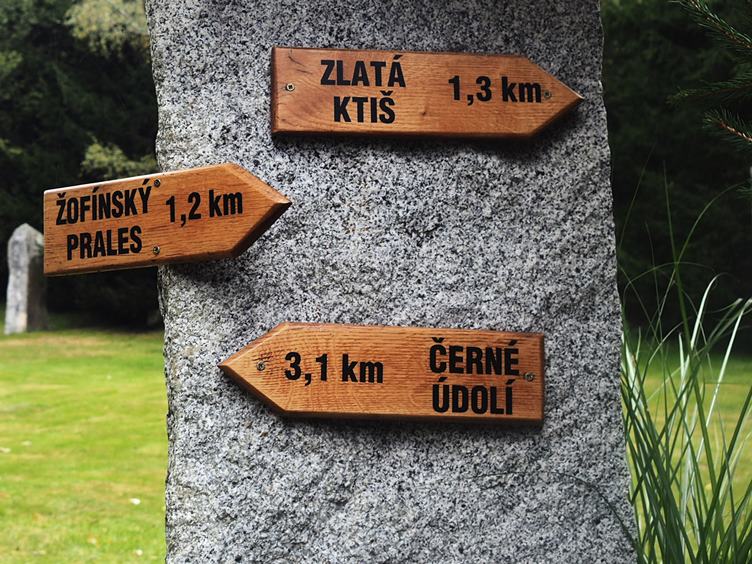 ZLATÁ
KTIŠ
1,3 km
ŽOFÍNSKÝ
PRALES
1,2 km
3,1 km
ČERNÉ
ÚDOLÍ